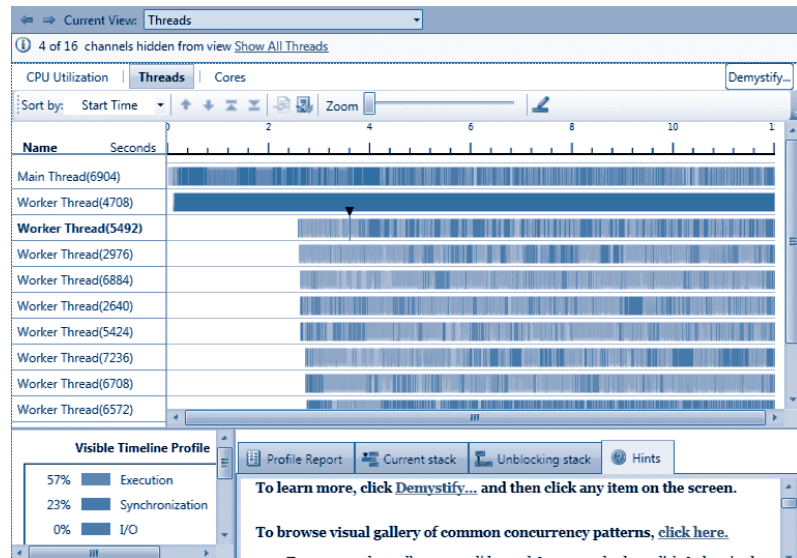 Current View: Threads
4 of 16 channels hidden from view Show All Threads
CPU Utilization Threads Cores Demystify...
Sort by: Start Time Zoom
0 2 4 6 8 10 1
Name Seconds
Main Thread(6904)
Worker Thread(4708)
Worker Thread(5492)
Worker Thread(2976)
Worker Thread(6884)
Worker Thread(2640)
Worker Thread(5424)
Worker Thread(7236)
Worker Thread(6708)
Worker Thread(6572)
Visible Timeline Profile
57% Execution
23% Synchronization
0% I/O
Profile Report Current stack Unblocking stack Hints
To learn more, click Demystify... and then click any item on the screen.
To browse visual gallery of common concurrency patterns, click here.